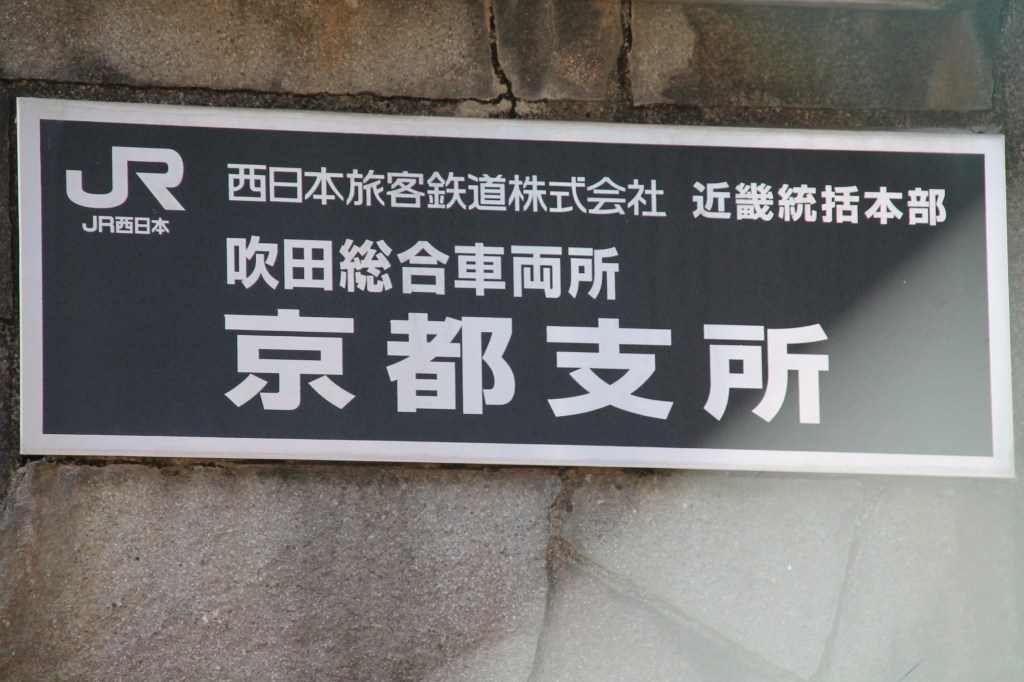 JR
JR西日本
西日本旅客鉄道株式会社 近畿統括本部
吹田総合車両所
京都支所